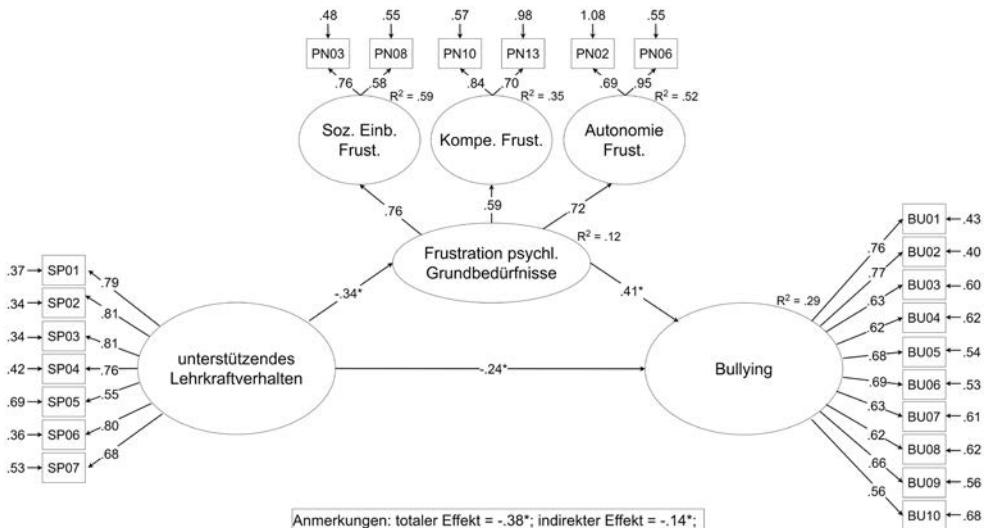 .48 .55 .57 .98 1.08 .55
PN03 PN08 PN10 PN13 PN02 PN06
.76 .58 .84 .70 .69 .95
R² = .59 R² = .35 R² = .52
Soz. Einb.
Frust.
Kompe. Frust.
Autonomie
Frust.
.76 .59 .72
Frustration psychl.
Grundbedürfnisse
R² = .12
-.34*
.41*
unterstützendes
Lehrkraftverhalten
-.24*
Bullying
R² = .29
.37 SP01 .79
.34 SP02 .81
.34 SP03 .81
.42 SP04 .76
.69 SP05 .55
.36 SP06 .80
.53 SP07 .68
.76 BU01 .43
.77 BU02 .40
.63 BU03 .60
.62 BU04 .62
.68 BU05 .54
.69 BU06 .53
.63 BU07 .61
.62 BU08 .62
.66 BU09 .56
.56 BU10 .68
Anmerkungen: totaler Effekt = -.38*; indirekter Effekt = -.14*;